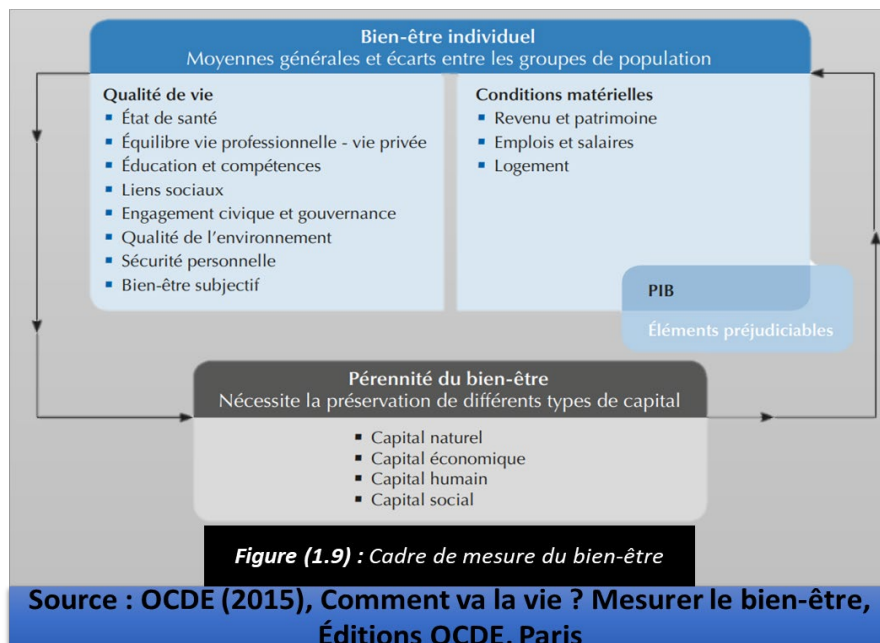 Bien-être individuel
Moyennes générales et écarts entre les groupes de population
Qualité de vie
▪ État de santé
▪ Équilibre vie professionnelle - vie privée
▪ Éducation et compétences
▪ Liens sociaux
▪ Engagement civique et gouvernance
▪ Qualité de l’environnement
▪ Sécurité personnelle
▪ Bien-être subjectif
Conditions matérielles
▪ Revenu et patrimoine
▪ Emplois et salaires
▪ Logement
PIB
Éléments préjudiciables
Pérennité du bien-être
Nécessite la préservation de différents types de capital
▪ Capital naturel
▪ Capital économique
▪ Capital humain
▪ Capital social
Figure (1.9) : Cadre de mesure du bien-être
Source : OCDE (2015), Comment va la vie ? Mesurer le bien-être,
Éditions OCDE, Paris